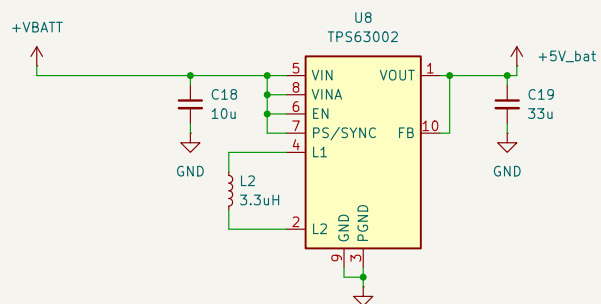 U8
TPS63002
+VBATT
+5V_bat
5 VIN VOUT 1
8 VINA
C18
10u
6 EN
C19
33u
7 PS/SYNC FB 10
4 L1
GND
GND
L2
3.3uH
2 L2
GND PGND
9 3